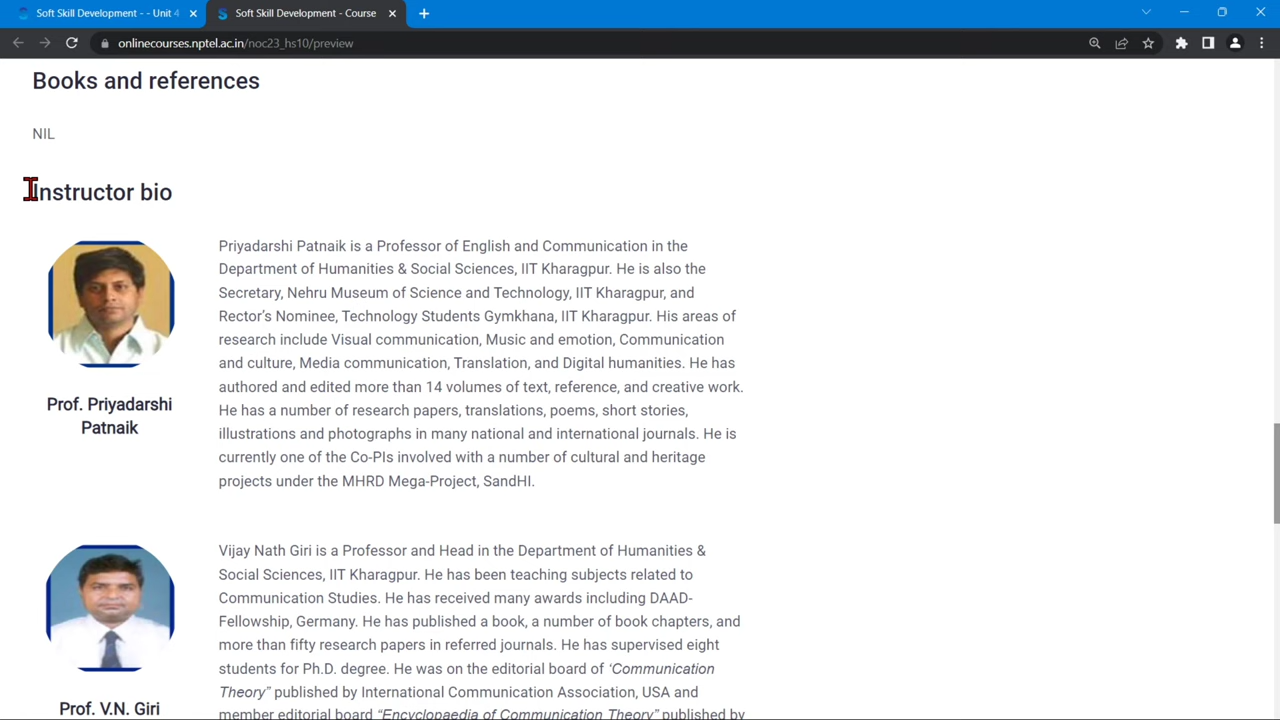 Soft Skill Development - - Unit 4
Soft Skill Development - Course
onlinecourses.nptel.ac.in/noc23_hs10/preview
Books and references
NIL
Instructor bio
Priyadarshi Patnaik is a Professor of English and Communication in the
Department of Humanities & Social Sciences, IIT Kharagpur. He is also the
Secretary, Nehru Museum of Science and Technology, IIT Kharagpur, and
Rector's Nominee, Technology Students Gymkhana, IIT Kharagpur. His areas of
research include Visual communication, Music and emotion, Communication
and culture, Media communication, Translation, and Digital humanities. He has
authored and edited more than 14 volumes of text, reference, and creative work.
He has a number of research papers, translations, poems, short stories,
illustrations and photographs in many national and international journals. He is
currently one of the Co-PIs involved with a number of cultural and heritage
projects under the MHRD Mega-Project, SandHI.
Prof. Priyadarshi
Patnaik
Vijay Nath Giri is a Professor and Head in the Department of Humanities &
Social Sciences, IIT Kharagpur. He has been teaching subjects related to
Communication Studies. He has received many awards including DAAD-
Fellowship, Germany. He has published a book, a number of book chapters, and
more than fifty research papers in referred journals. He has supervised eight
students for Ph.D. degree. He was on the editorial board of ‘Communication
Theory” published by International Communication Association, USA and
member editorial board “Encyclopaedia of Communication Theory” published by
Prof. V.N. Giri